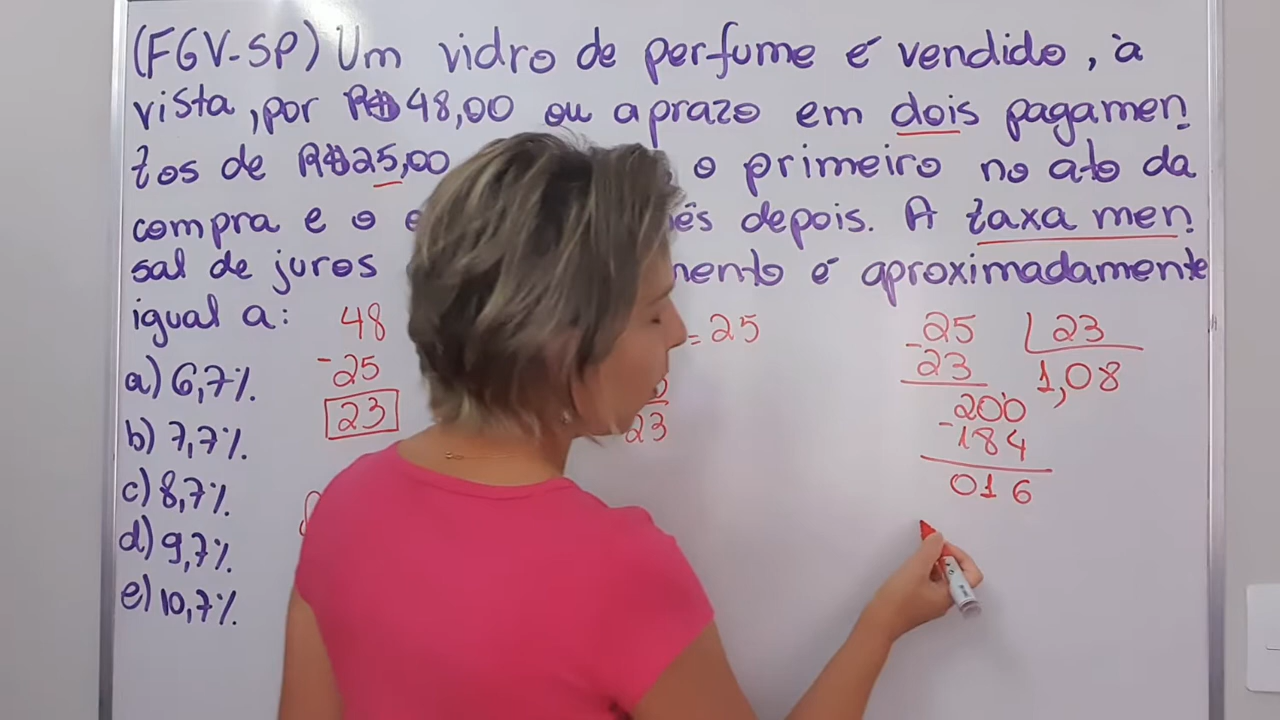 (FGV-SP) Um vidro de perfume é vendido, à
vista, por R$ 48,00 ou a prazo em dois pagamen
tos de R$ 25,00 o primeiro no ato da
compra e o depois. A taxa men
sal de juros é aproximadamente
igual a:
a) 6,7%.
b) 7,7%.
c) 8,7%.
d) 9,7%.
e) 10,7%.
48
- 25
23
= 25
23
25 23
- 23 1,08
200
- 184
016